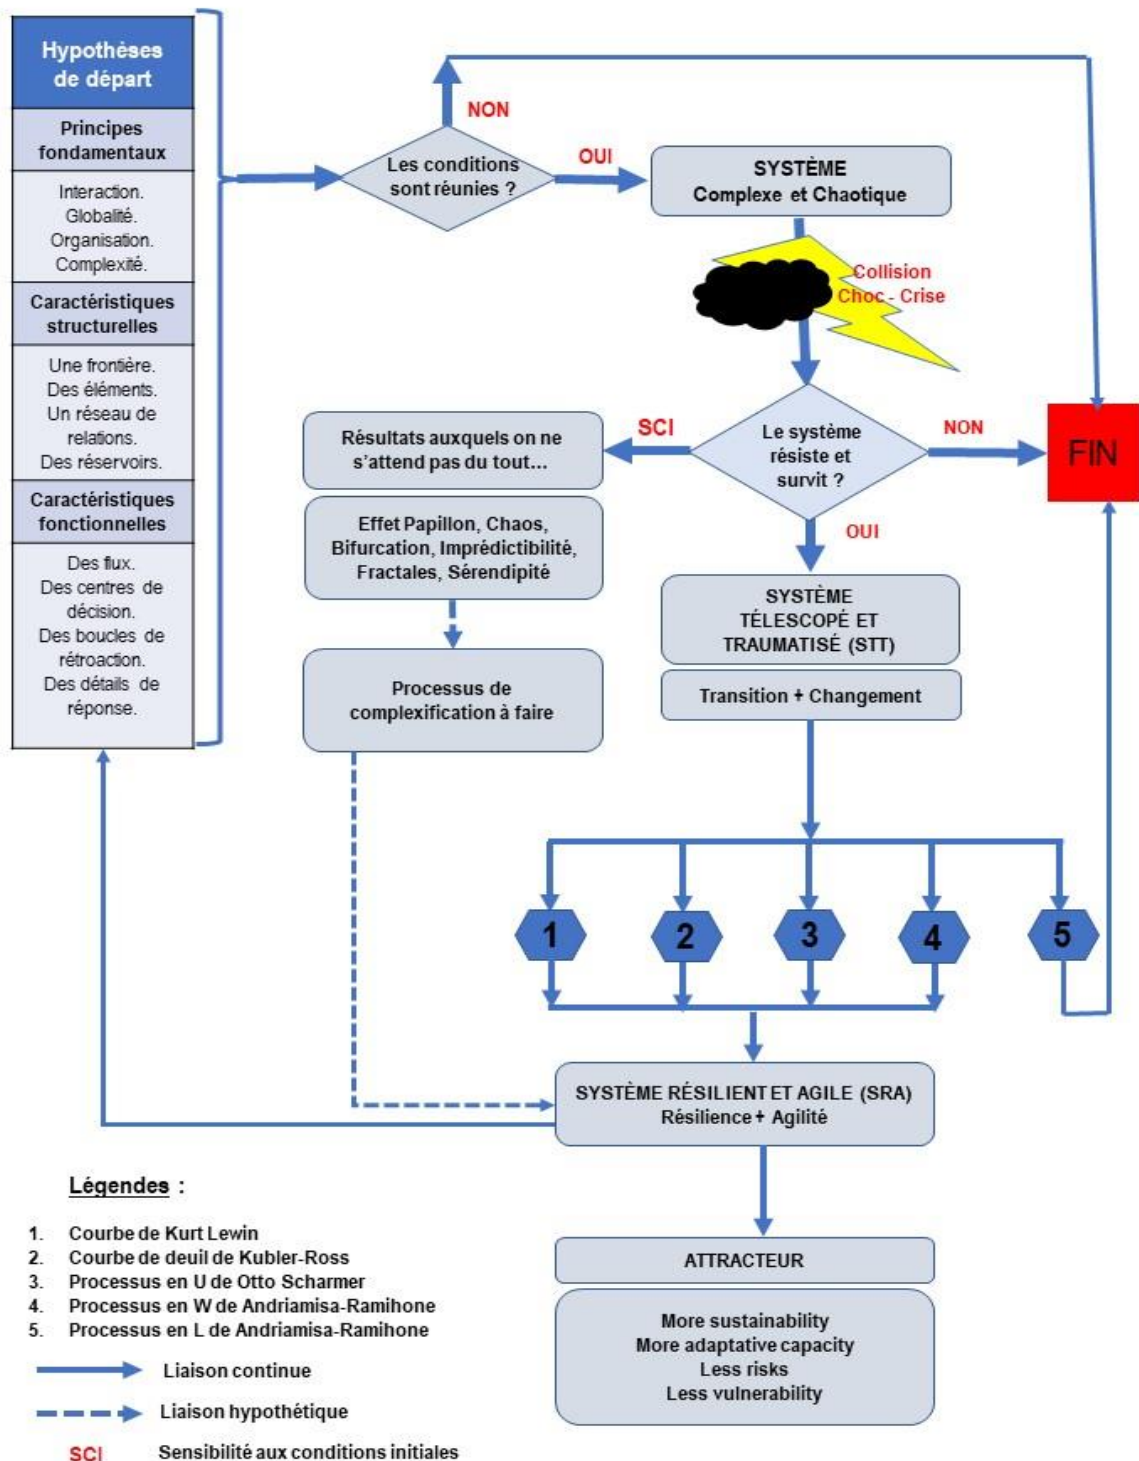 Hypothèses
de départ
Principes
fondamentaux
Interaction.
Globalité.
Organisation.
Complexité.
Caractéristiques
structurelles
Une frontière.
Des éléments.
Un réseau de
relations.
Des réservoirs.
Caractéristiques
fonctionnelles
Des flux.
Des centres de
décision.
Des boucles de
rétroaction.
Des détails de
réponse.
NON
Les conditions
sont réunies ?
OUI
SYSTÈME
Complexe et Chaotique
Collision
Choc - Crise
Le système
résiste et
survit ?
SCI
NON
FIN
OUI
Résultats auxquels on ne
s'attend pas du tout...
Effet Papillon, Chaos,
Bifurcation, Imprédictibilité,
Fractales, Sérendipité
Processus de
complexification à faire
SYSTÈME
TÉLESCOPÉ ET
TRAUMATISÉ (STT)
Transition + Changement
1
2
3
4
5
SYSTÈME RÉSILIENT ET AGILE (SRA)
Résilience + Agilité
ATTRACTEUR
More sustainability
More adaptative capacity
Less risks
Less vulnerability
Légendes :
1. Courbe de Kurt Lewin
2. Courbe de deuil de Kubler-Ross
3. Processus en U de Otto Scharmer
4. Processus en W de Andriamisa-Ramihone
5. Processus en L de Andriamisa-Ramihone
Liaison continue
Liaison hypothétique
SCI Sensibilité aux conditions initiales